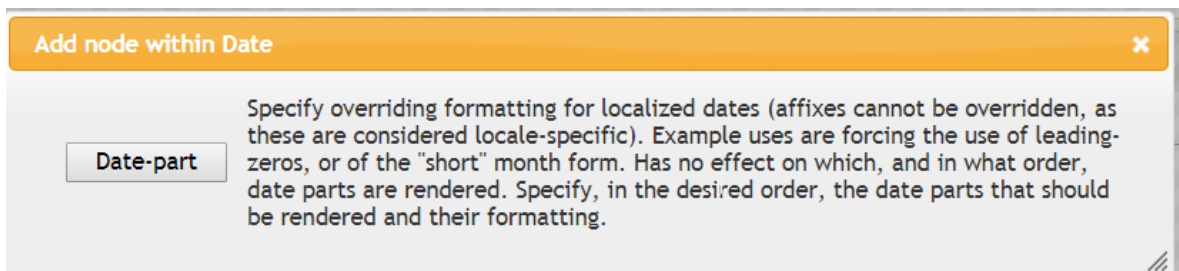 Add node within Date
Specify overriding formatting for localized dates (affixes cannot be overridden, as
these are considered locale-specific). Example uses are forcing the use of leading-
zeros, or of the "short" month form. Has no effect on which, and in what order,
Date-part
date parts are rendered. Specify, in the desired order, the date parts that should
be rendered and their formatting.